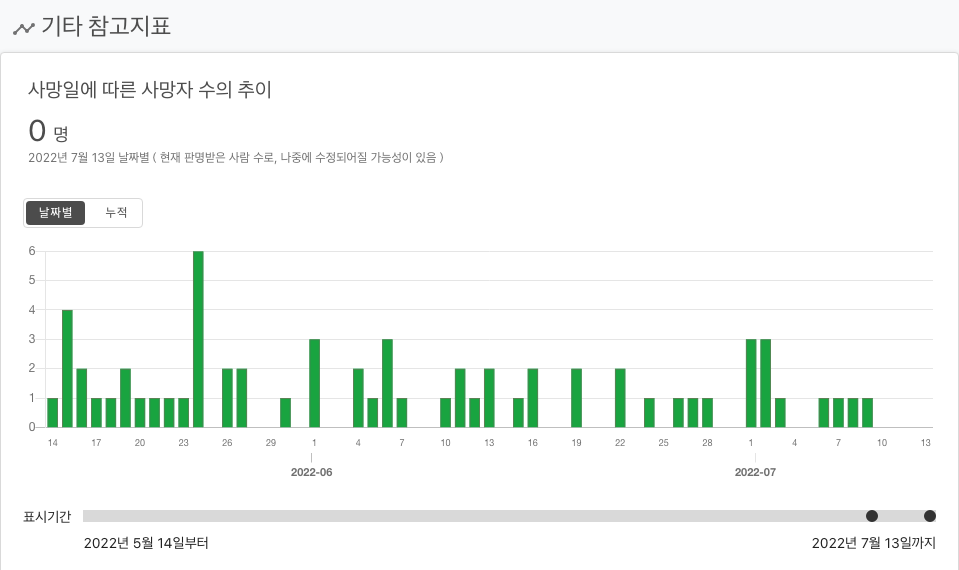 기타 참고지표
사망일에 따른 사망자 수의 추이
0 명
2022년 7월 13일 날짜별 ( 현재 판명받은 사람 수로, 나중에 수정되어질 가능성이 있음 )
날짜별 누적
6
5
4
3
2
1
0
14 17 20 23 26 29 1 4 7 10 13 16 19 22 25 28 1 4 7 10 13
2022-06 2022-07
표시기간
2022년 5월 14일부터 2022년 7월 13일까지